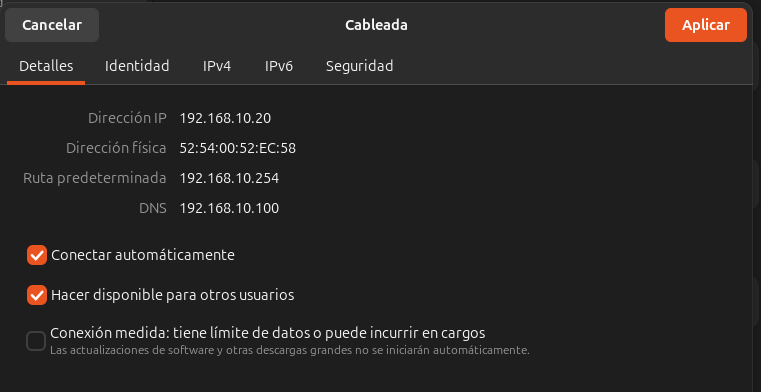 Cancelar Cableada Aplicar
Detalles Identidad IPv4 IPv6 Seguridad
Dirección IP 192.168.10.20
Dirección física 52:54:00:52:EC:58
Ruta predeterminada 192.168.10.254
DNS 192.168.10.100
Conectar automáticamente
Hacer disponible para otros usuarios
Conexión medida: tiene límite de datos o puede incurrir en cargos
Las actualizaciones de software y otras descargas grandes no se iniciarán automáticamente.